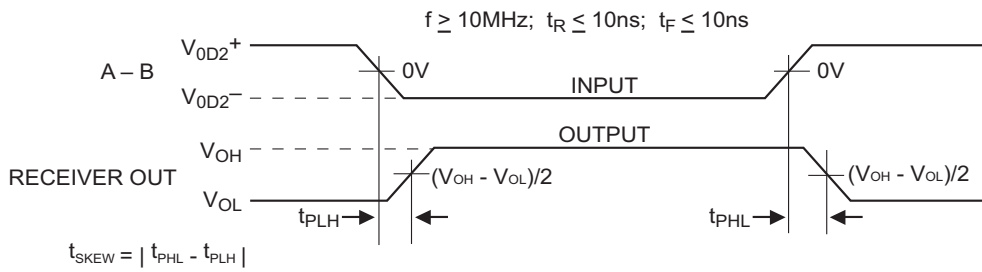 f ≥ 10MHz; tR ≤ 10ns; tF ≤ 10ns
V0D2+
A – B
0V
0V
V0D2–
INPUT
OUTPUT
VOH
RECEIVER OUT
(VOH - VOL)/2
(VOH - VOL)/2
VOL
tPLH
tPHL
tSKEW = | tPHL - tPLH |